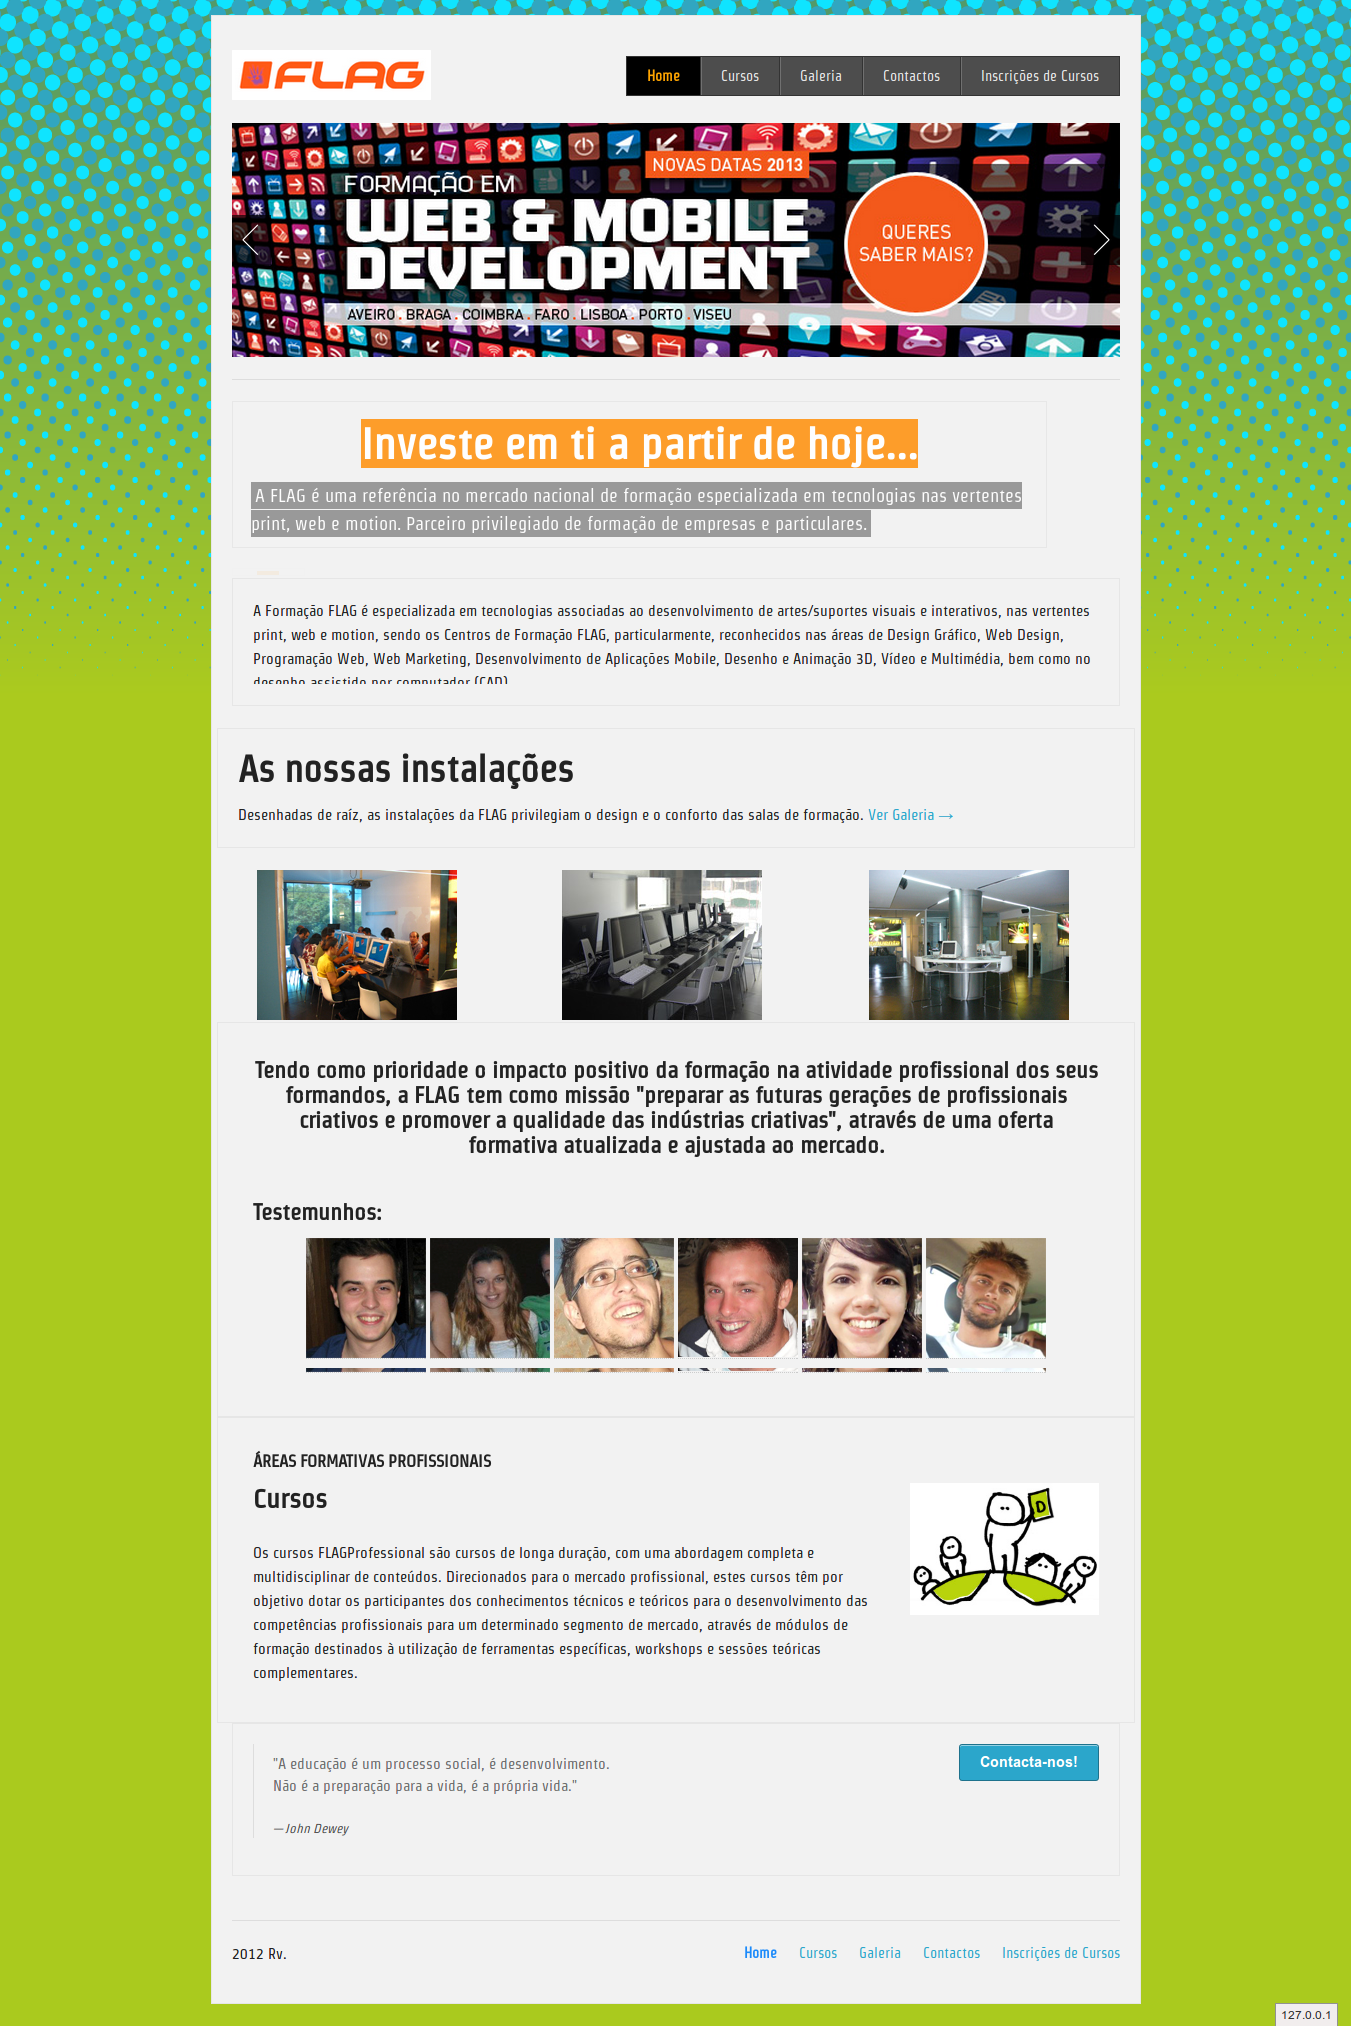 FLAG
Home Cursos Galeria Contactos Inscrições de Cursos
NOVAS DATAS 2013
FORMAÇÃO EM
WEB & MOBILE
DEVELOPMENT
QUERES
SABER MAIS?
AVEIRO . BRAGA . COIMBRA . FARO . LISBOA . PORTO . VISEU
Investe em ti a partir de hoje...
A FLAG é uma referência no mercado nacional de formação especializada em tecnologias nas vertentes
print, web e motion. Parceiro privilegiado de formação de empresas e particulares.
A Formação FLAG é especializada em tecnologias associadas ao desenvolvimento de artes/suportes visuais e interativos, nas vertentes
print, web e motion, sendo os Centros de Formação FLAG, particularmente, reconhecidos nas áreas de Design Gráfico, Web Design,
Programação Web, Web Marketing, Desenvolvimento de Aplicações Mobile, Desenho e Animação 3D, Vídeo e Multimédia, bem como no
desenho assistido por computador (CAD)
As nossas instalações
Desenhadas de raíz, as instalações da FLAG privilegiam o design e o conforto das salas de formação. Ver Galeria →
Tendo como prioridade o impacto positivo da formação na atividade profissional dos seus
formandos, a FLAG tem como missão "preparar as futuras gerações de profissionais
criativos e promover a qualidade das indústrias criativas", através de uma oferta
formativa atualizada e ajustada ao mercado.
Testemunhos:
ÁREAS FORMATIVAS PROFISSIONAIS
Cursos
D
Os cursos FLAGProfessional são cursos de longa duração, com uma abordagem completa e
multidisciplinar de conteúdos. Direcionados para o mercado profissional, estes cursos têm por
objetivo dotar os participantes dos conhecimentos técnicos e teóricos para o desenvolvimento das
competências profissionais para um determinado segmento de mercado, através de módulos de
formação destinados à utilização de ferramentas específicas, workshops e sessões teóricas
complementares.
"A educação é um processo social, é desenvolvimento.
Não é a preparação para a vida, é a própria vida."
—John Dewey
Contacta-nos!
2012 Rv.
Home Cursos Galeria Contactos Inscrições de Cursos
127.0.0.1